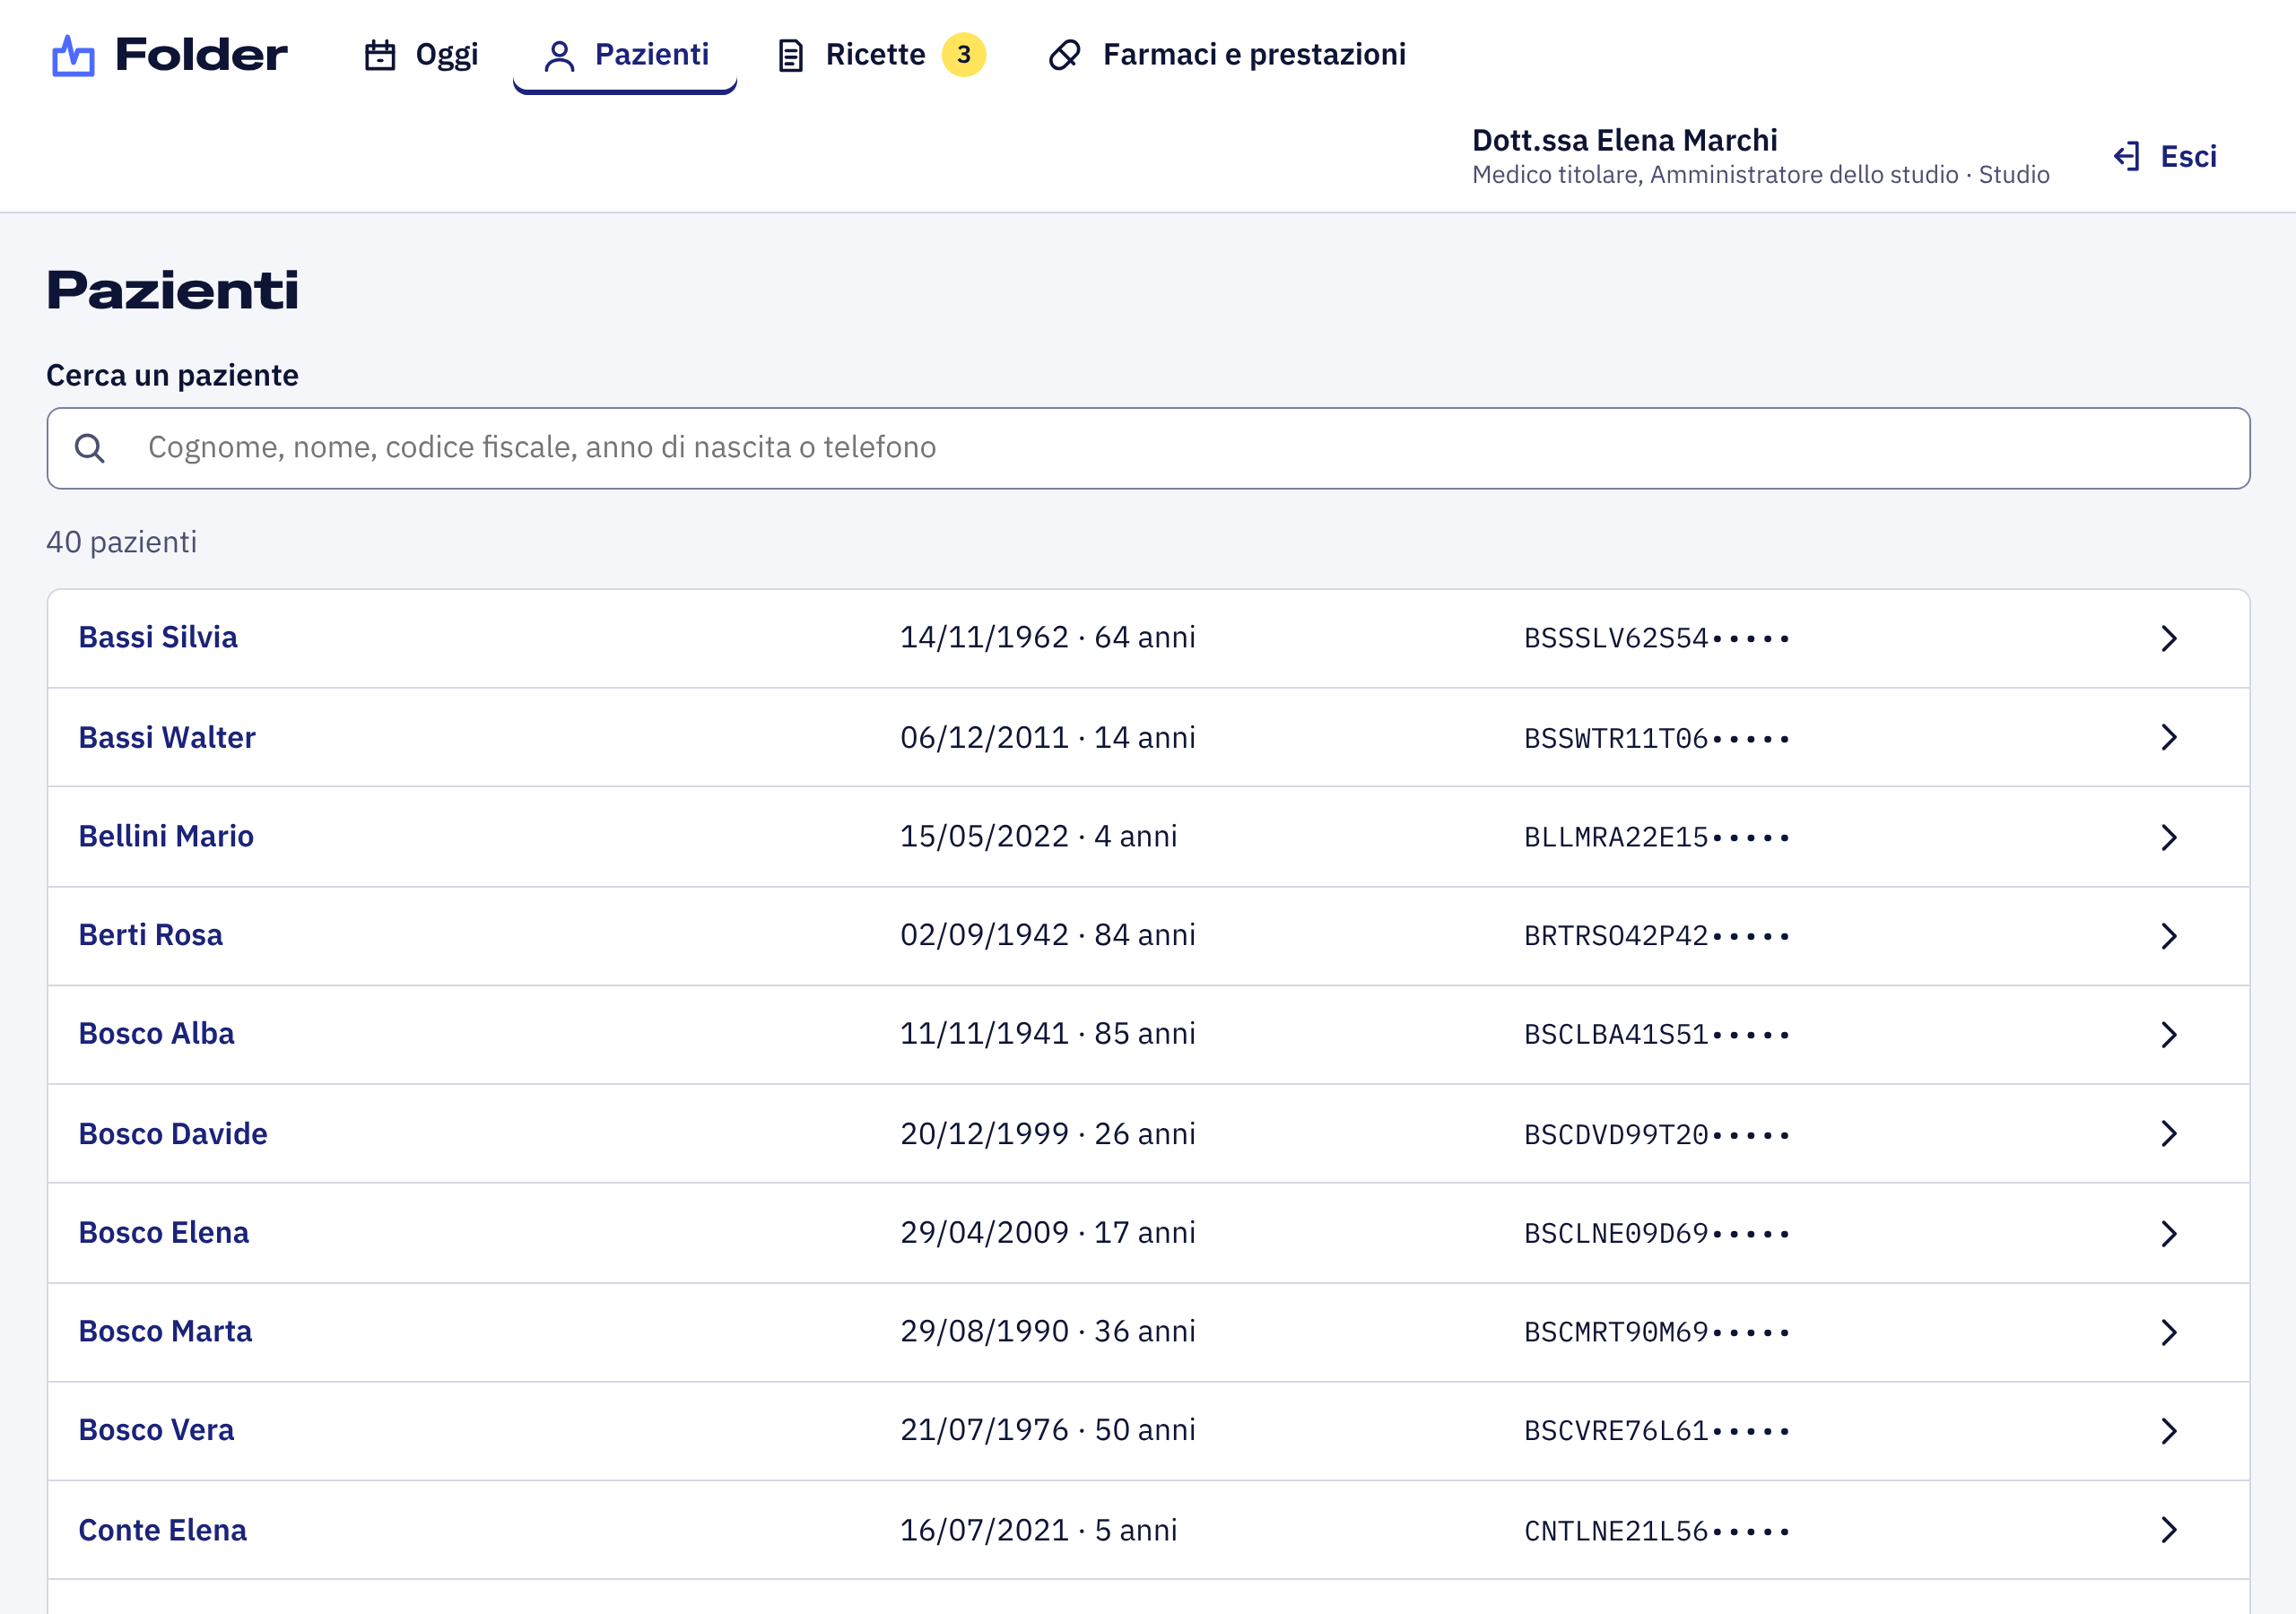 Folder
Oggi
Pazienti
Ricette 3
Farmaci e prestazioni
Dott.ssa Elena Marchi
Medico titolare, Amministratore dello studio · Studio
Esci
Pazienti
Cerca un paziente
Cognome, nome, codice fiscale, anno di nascita o telefono
40 pazienti
Bassi Silvia 14/11/1962 · 64 anni BSSSLV62S54•••••
Bassi Walter 06/12/2011 · 14 anni BSSWTR11T06•••••
Bellini Mario 15/05/2022 · 4 anni BLLMRA22E15•••••
Berti Rosa 02/09/1942 · 84 anni BRTRSO42P42•••••
Bosco Alba 11/11/1941 · 85 anni BSCLBA41S51•••••
Bosco Davide 20/12/1999 · 26 anni BSCDVD99T20•••••
Bosco Elena 29/04/2009 · 17 anni BSCLNE09D69•••••
Bosco Marta 29/08/1990 · 36 anni BSCMRT90M69•••••
Bosco Vera 21/07/1976 · 50 anni BSCVRE76L61•••••
Conte Elena 16/07/2021 · 5 anni CNTLNE21L56•••••